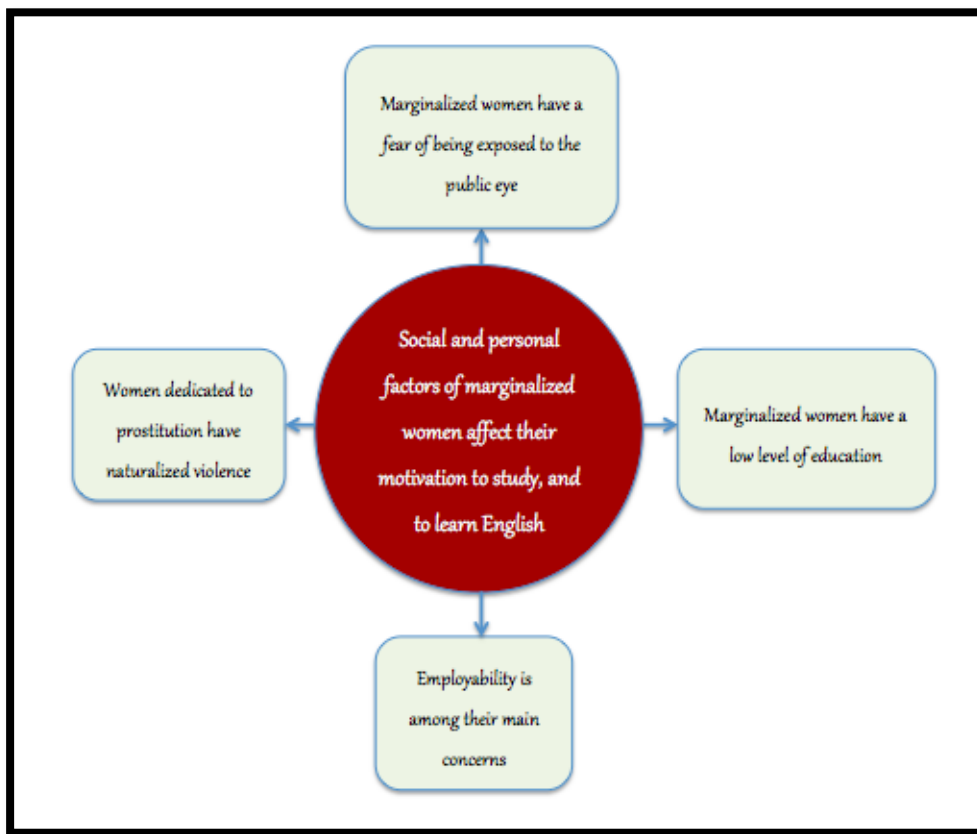 Marginalized women have a
fear of being exposed to the
public eye
Social and personal
factors of marginalized
women affect their
motivation to study, and
to learn English
Women dedicated to
prostitution have
naturalized violence
Marginalized women have a
low level of education
Employability is
among their main
concerns